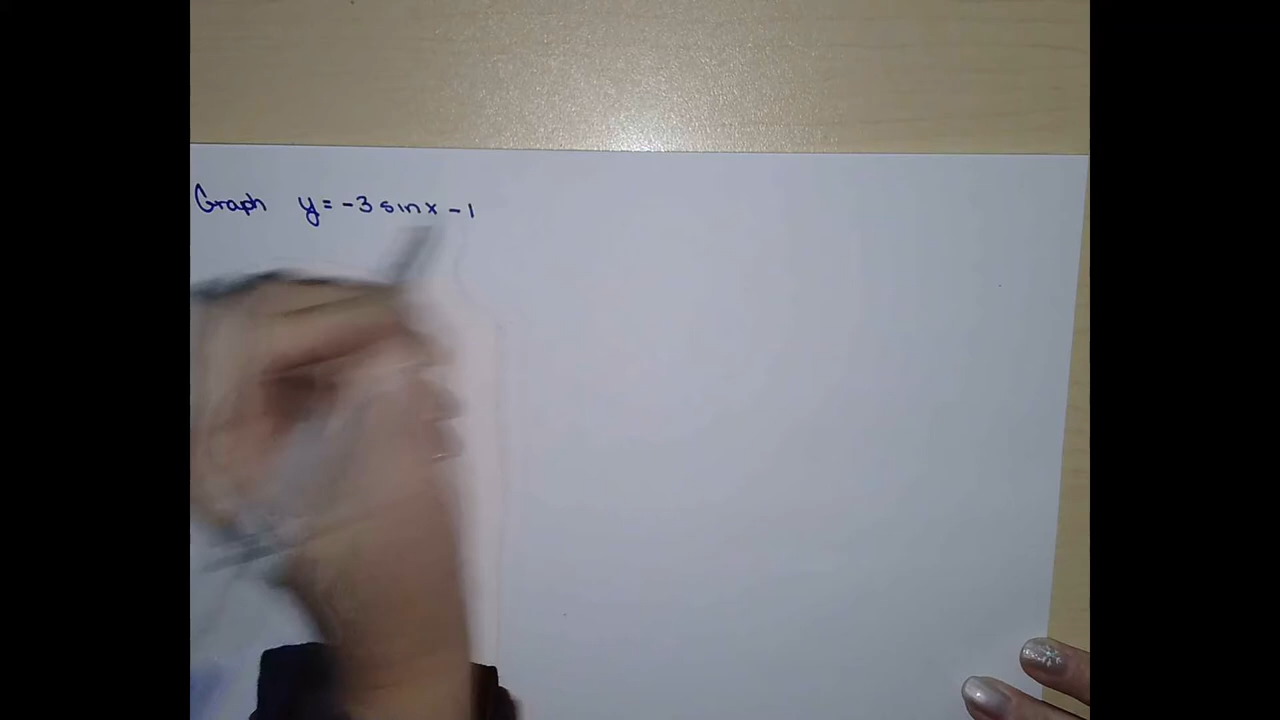 Graph y = -3 sin x - 1